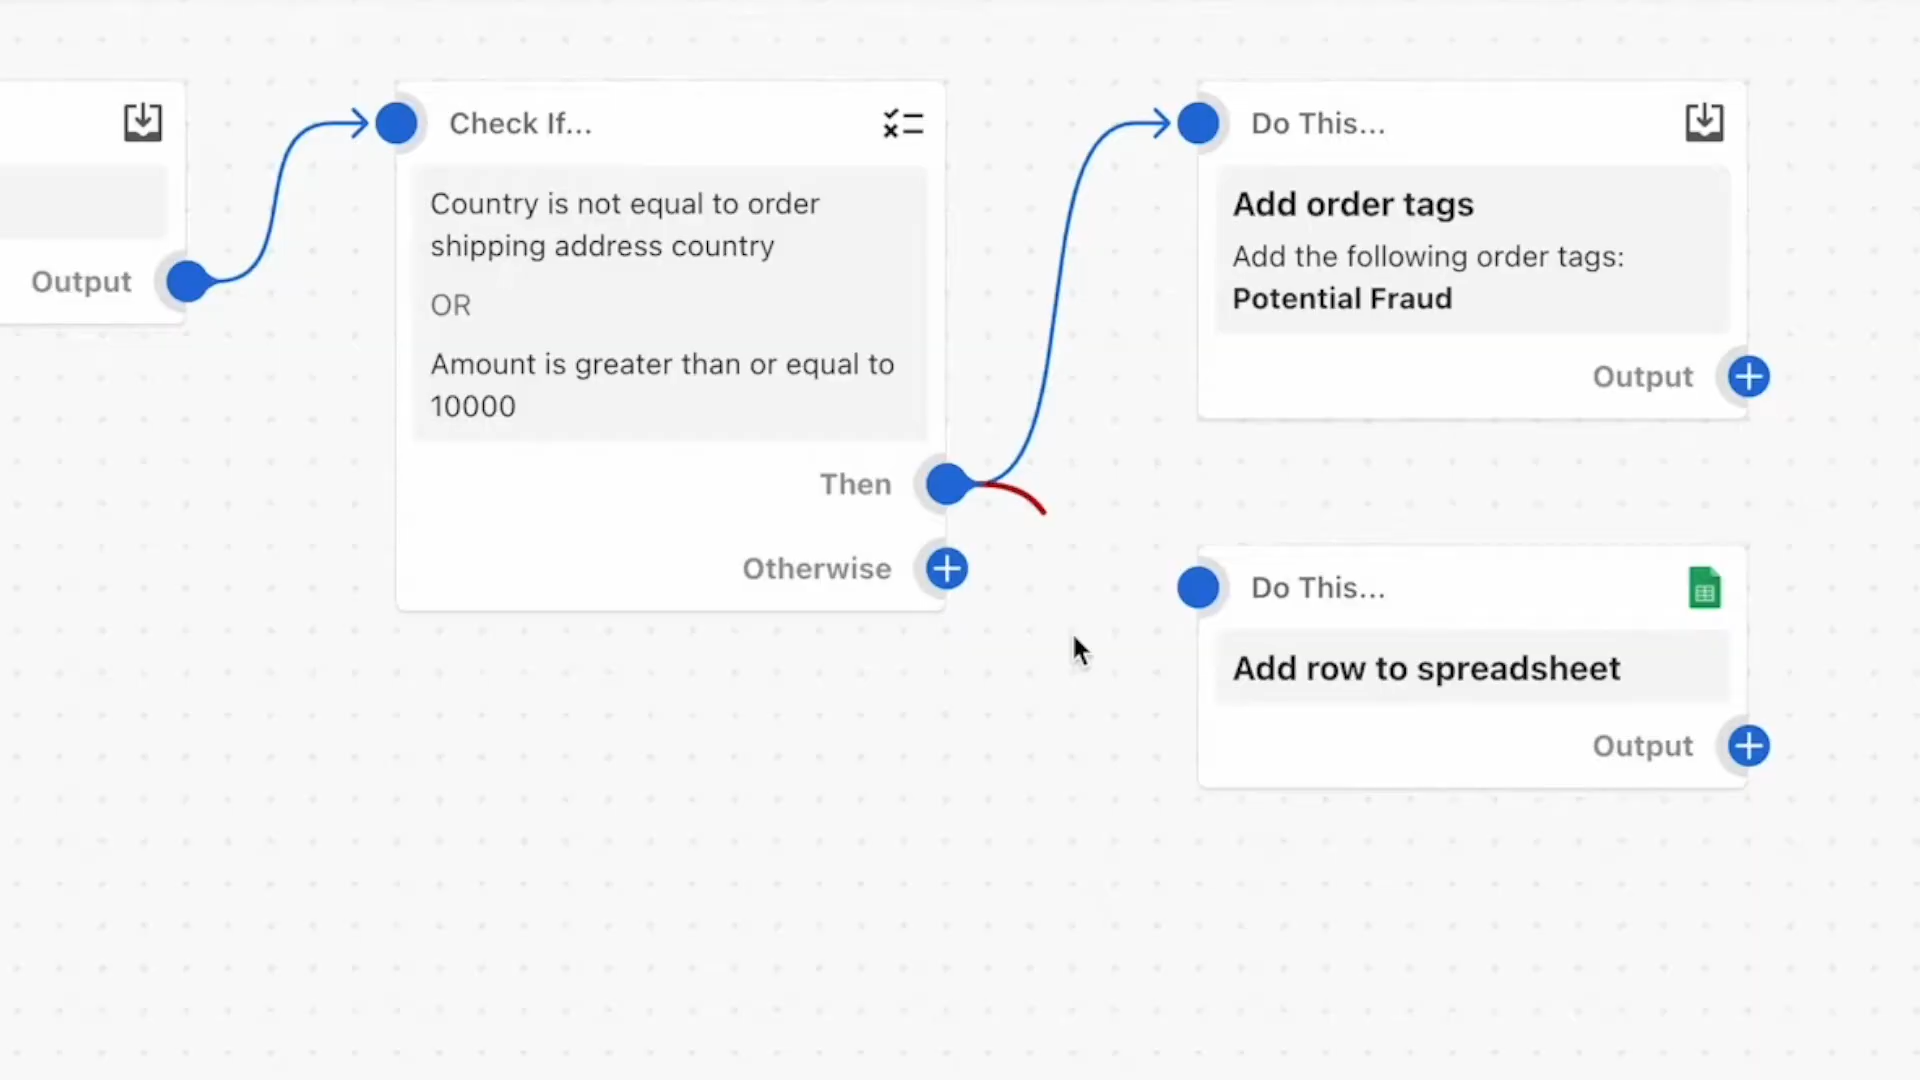 Output
Check If...
Country is not equal to order
shipping address country
OR
Amount is greater than or equal to
10000
Then
Otherwise
Do This...
Add order tags
Add the following order tags:
Potential Fraud
Output
Do This...
Add row to spreadsheet
Output